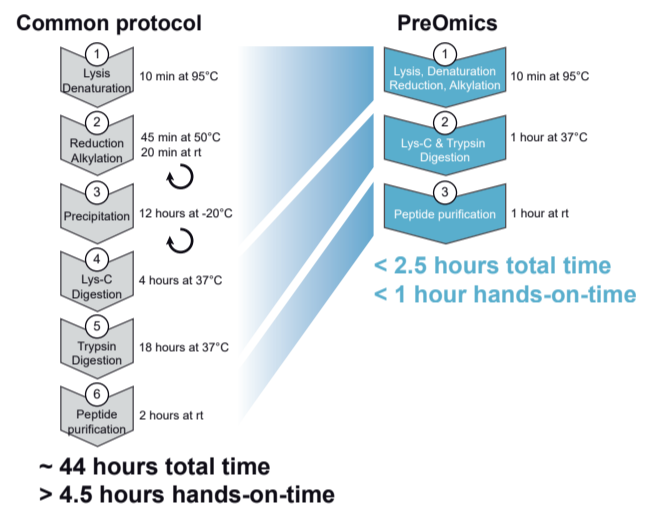 Common protocol
1
Lysis
Denaturation
10 min at 95°C
2
Reduction
Alkylation
45 min at 50°C
20 min at rt
3
Precipitation
12 hours at -20°C
4
Lys-C
Digestion
4 hours at 37°C
5
Trypsin
Digestion
18 hours at 37°C
6
Peptide
purification
2 hours at rt
~ 44 hours total time
> 4.5 hours hands-on-time
PreOmics
1
Lysis, Denaturation
Reduction, Alkylation
10 min at 95°C
2
Lys-C & Trypsin
Digestion
1 hour at 37°C
3
Peptide purification
1 hour at rt
< 2.5 hours total time
< 1 hour hands-on-time